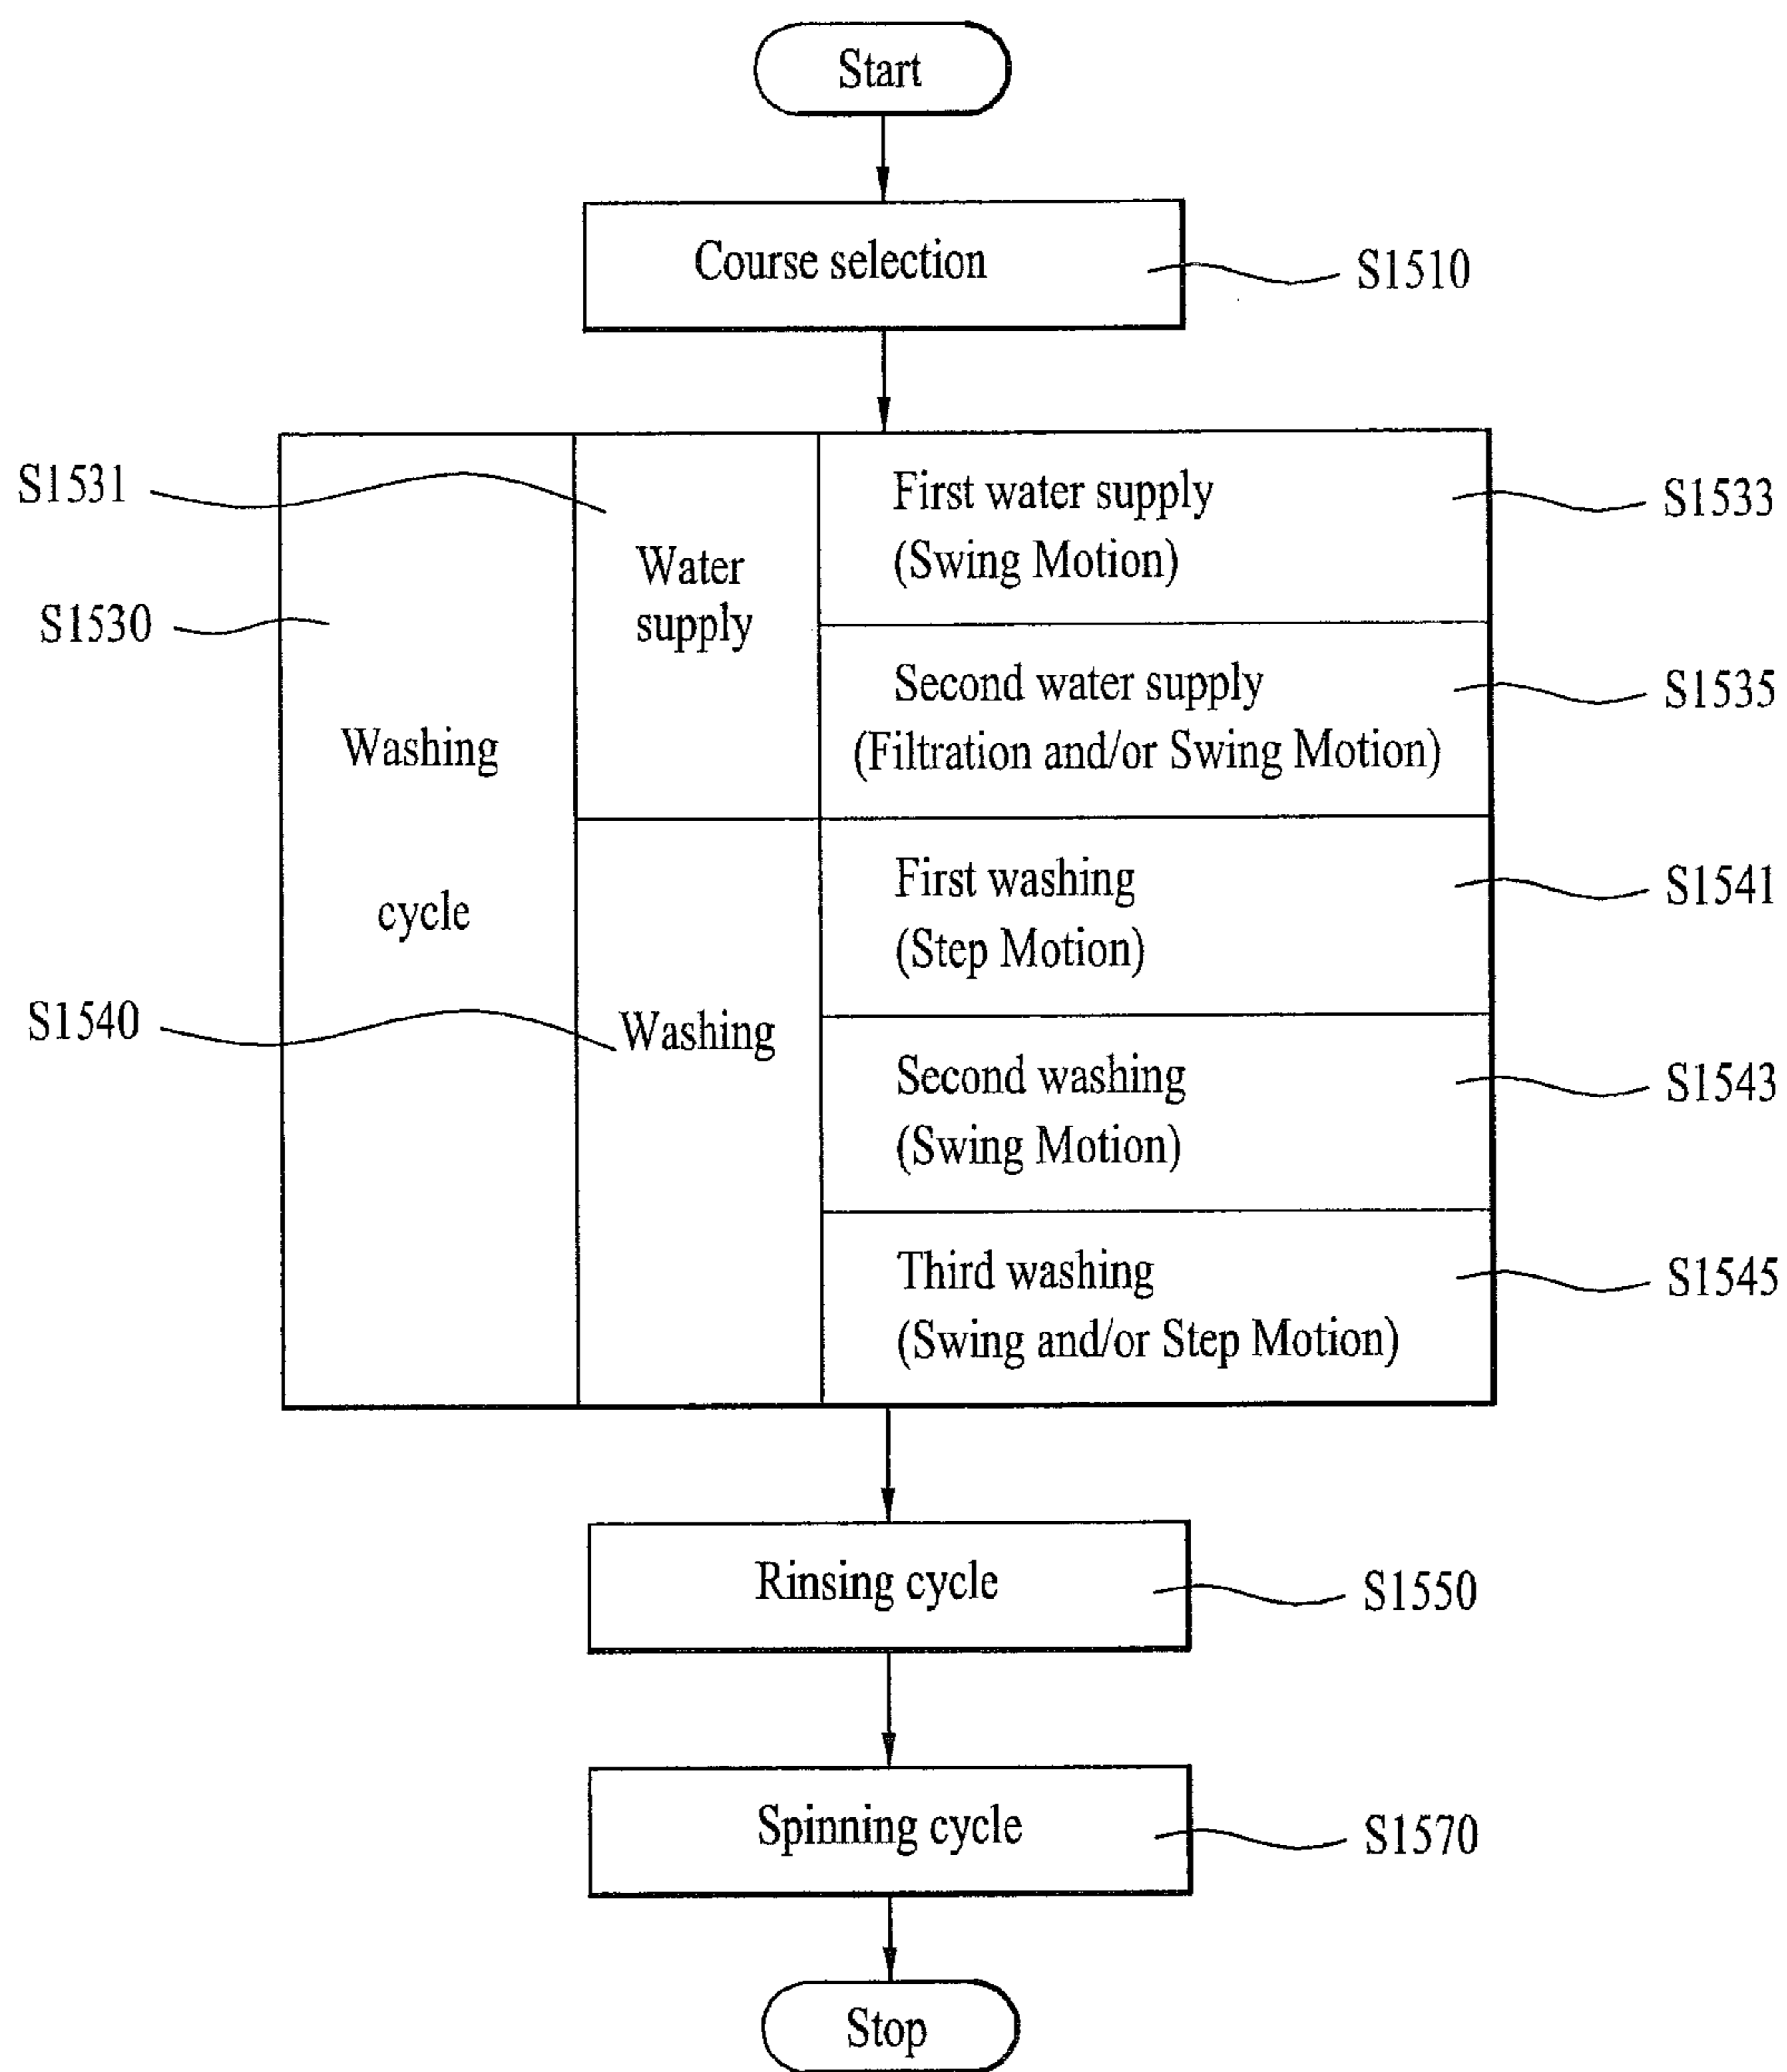 Start
Course selection
S1510
S1531
S1530
Washing
cycle
Water
supply
First water supply
(Swing Motion)
S1533
Second water supply
(Filtration and/or Swing Motion)
S1535
S1540
Washing
First washing
(Step Motion)
S1541
Second washing
(Swing Motion)
S1543
Third washing
(Swing and/or Step Motion)
S1545
Rinsing cycle
S1550
Spinning cycle
S1570
Stop